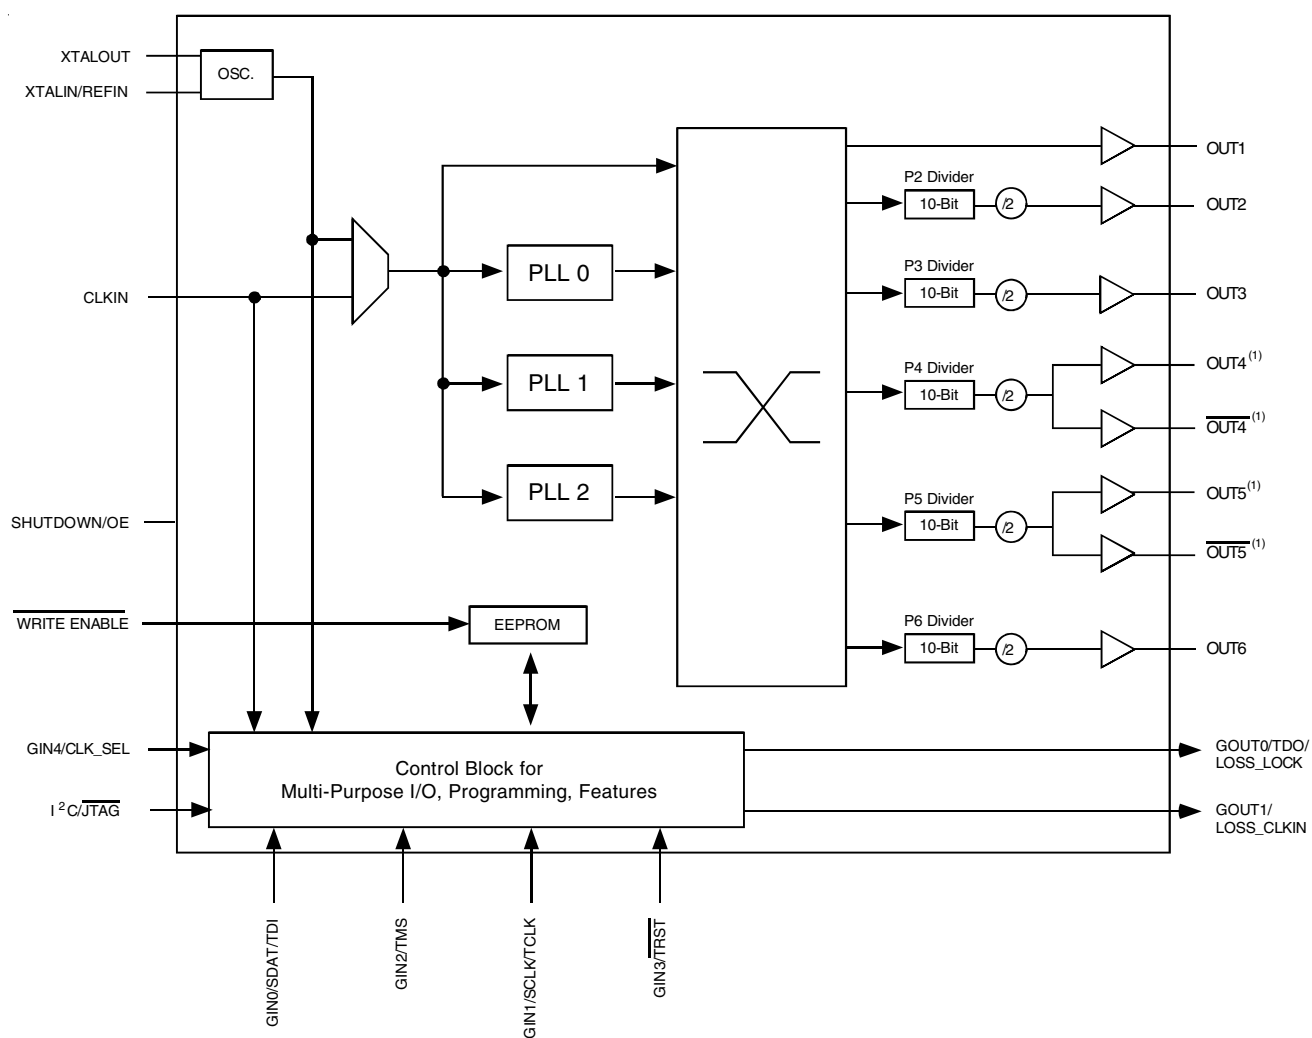 XTALOUT
OSC.
XTALIN/REFIN
OUT1
P2 Divider
10-Bit
/2
OUT2
PLL 0
P3 Divider
10-Bit
/2
OUT3
CLKIN
PLL 1
P4 Divider
10-Bit
/2
OUT4(1)
OUT4(1)
PLL 2
P5 Divider
10-Bit
/2
OUT5(1)
OUT5(1)
SHUTDOWN/OE
WRITE ENABLE
EEPROM
P6 Divider
10-Bit
/2
OUT6
GIN4/CLK_SEL
Control Block for
Multi-Purpose I/O, Programming, Features
GOUT0/TDO/
LOSS_LOCK
I2C/JTAG
GOUT1/
LOSS_CLKIN
GIN0/SDAT/TDI
GIN2/TMS
GIN1/SCLK/TCLK
GIN3/TRST